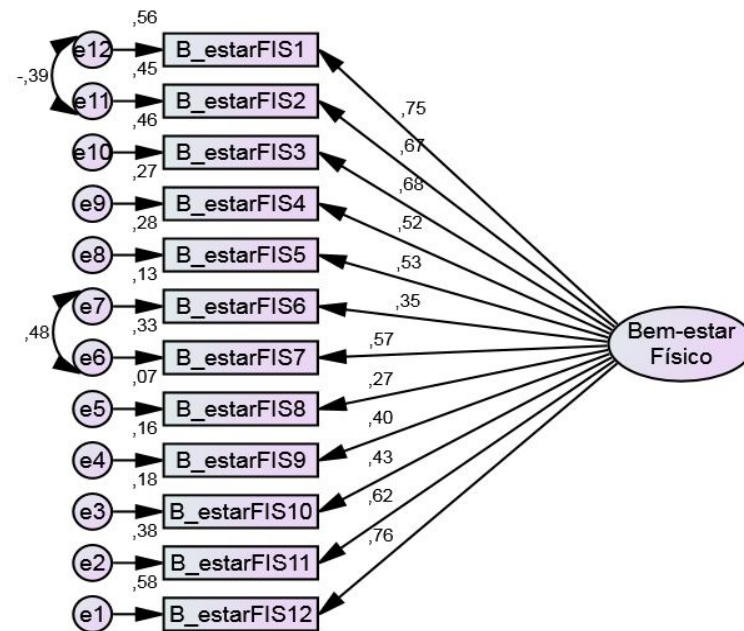 ,56
e12 B_estarFIS1
-,39
,45
,75
e11 B_estarFIS2
,46
,67
e10 B_estarFIS3
,27
,68
e9 B_estarFIS4
,28
,52
e8 B_estarFIS5
,13
,53
e7 B_estarFIS6
,48
,33
,35
e6 B_estarFIS7
,07
,57
Bem-estar
Físico
e5 B_estarFIS8
,16
,27
e4 B_estarFIS9
,18
,40
e3 B_estarFIS10
,38
,43
e2 B_estarFIS11
,58
,62
e1 B_estarFIS12
,76